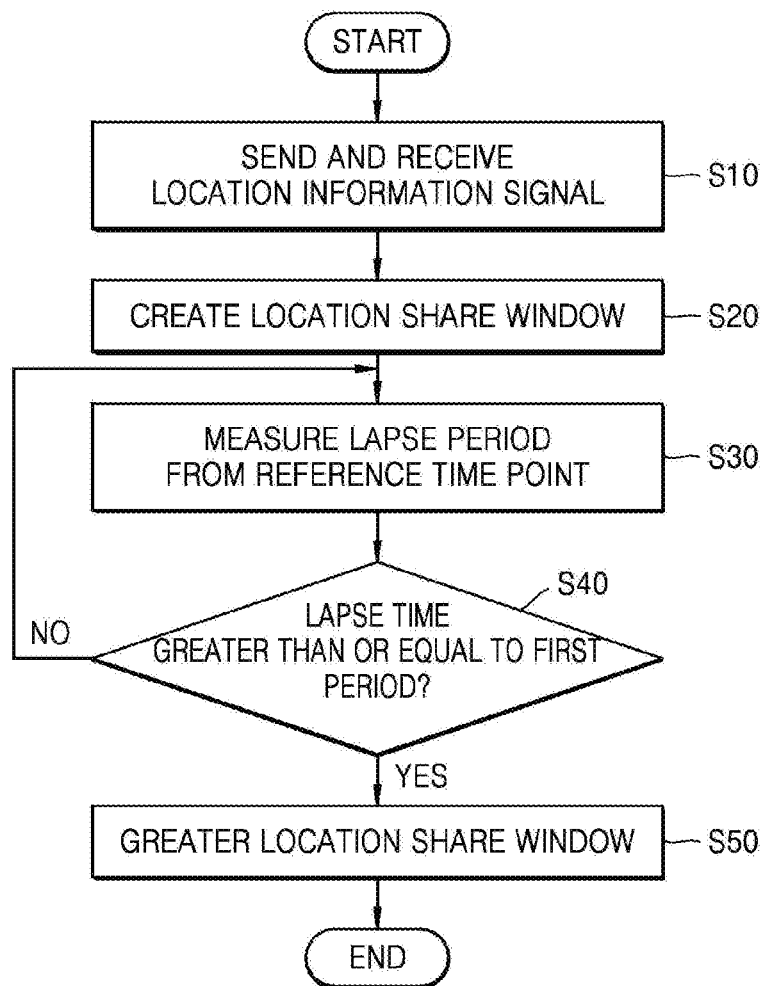 START
SEND AND RECEIVE
LOCATION INFORMATION SIGNAL
S10
CREATE LOCATION SHARE WINDOW
S20
MEASURE LAPSE PERIOD
FROM REFERENCE TIME POINT
S30
S40
LAPSE TIME
GREATER THAN OR EQUAL TO FIRST
PERIOD?
NO
YES
GREATER LOCATION SHARE WINDOW
S50
END